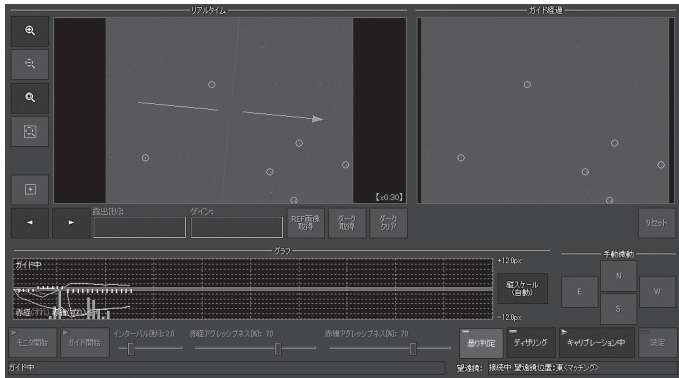 リアルタイム
ガイド経過
【x0.30】
露出[秒]:
ゲイン:
REF画像
取得
ダーク
取得
ダーク
クリア
リセット
グラフ
ガイド中
+12.0px
縦スケール
(自動)
-12.0px
手動微動
N
E
W
S
モニタ開始
ガイド開始
インターバル[秒]: 2.0
赤経アグレッシブネス[%]: 70
赤緯アグレッシブネス[%]: 70
曇り判定
ディザリング
キャリブレーション中
設定
ガイド中
望遠鏡: 接続中 望遠鏡位置: 東(マッチング)